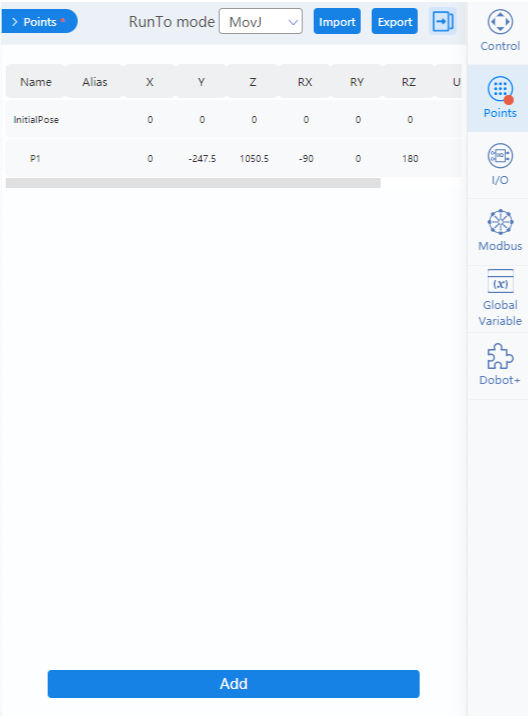 > Points *
RunTo mode MovJ Import Export
Name Alias X Y Z RX RY RZ U
InitialPose 0 0 0 0 0 0
P1 0 -247.5 1050.5 -90 0 180
Add
Control
Points
I/O
Modbus
(x)
Global
Variable
Dobot+